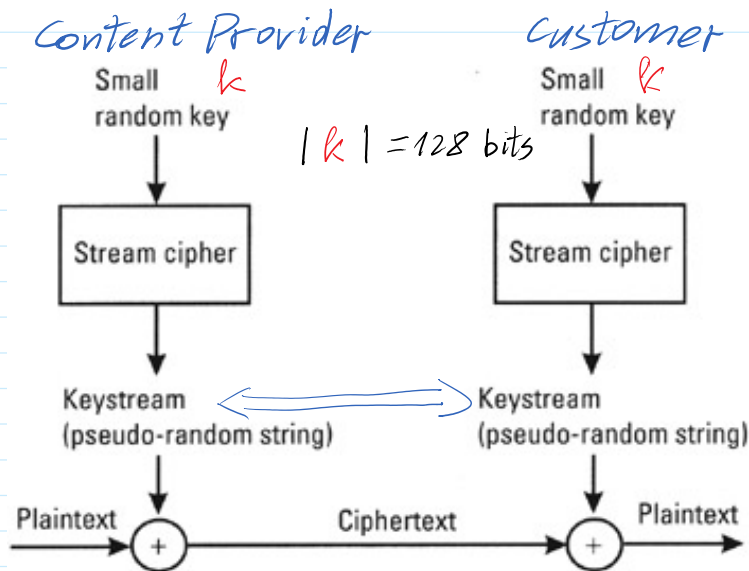 Content Provider
Customer
Small k
random key
Small k
random key
| k | = 128 bits
Stream cipher
Stream cipher
Keystream
(pseudo-random string)
Keystream
(pseudo-random string)
Plaintext
Ciphertext
Plaintext
+
+